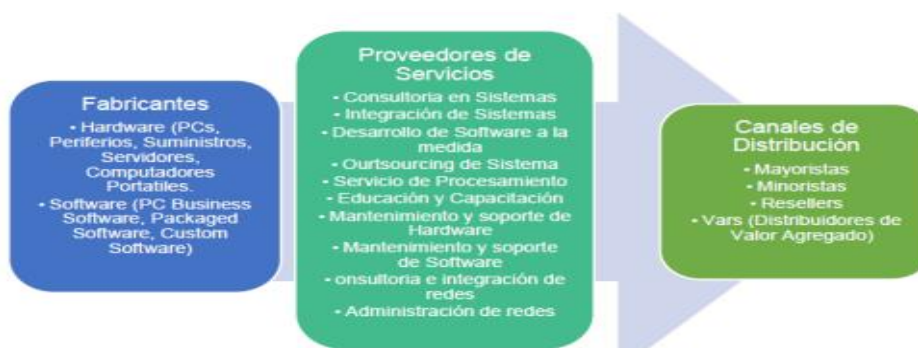 Fabricantes
- Hardware (PCs,
Periferios, Suministros,
Servidores,
Computadores
Portatiles.
- Software (PC Business
Software, Packaged
Software, Custom
Software)
Proveedores de
Servicios
- Consultoria en Sistemas
- Integración de Sistemas
- Desarrollo de Software a la
medida
- Ourtsourcing de Sistema
- Servicio de Procesamiento
- Educación y Capacitación
- Mantenimiento y soporte de
Hardware
- Mantenimiento y soporte
de Software
- onsultoria e integración de
redes
- Administración de redes
Canales de
Distribución
- Mayoristas
- Minoristas
- Resellers
- Vars (Distribuidores de
Valor Agregado)